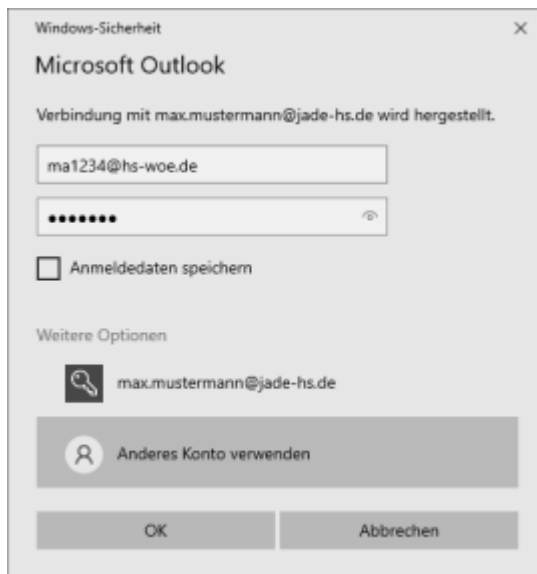 Windows-Sicherheit
Microsoft Outlook
Verbindung mit max.mustermann@jade-hs.de wird hergestellt.
ma1234@hs-woe.de
•••••••
Anmeldedaten speichern
Weitere Optionen
max.mustermann@jade-hs.de
Anderes Konto verwenden
OK Abbrechen